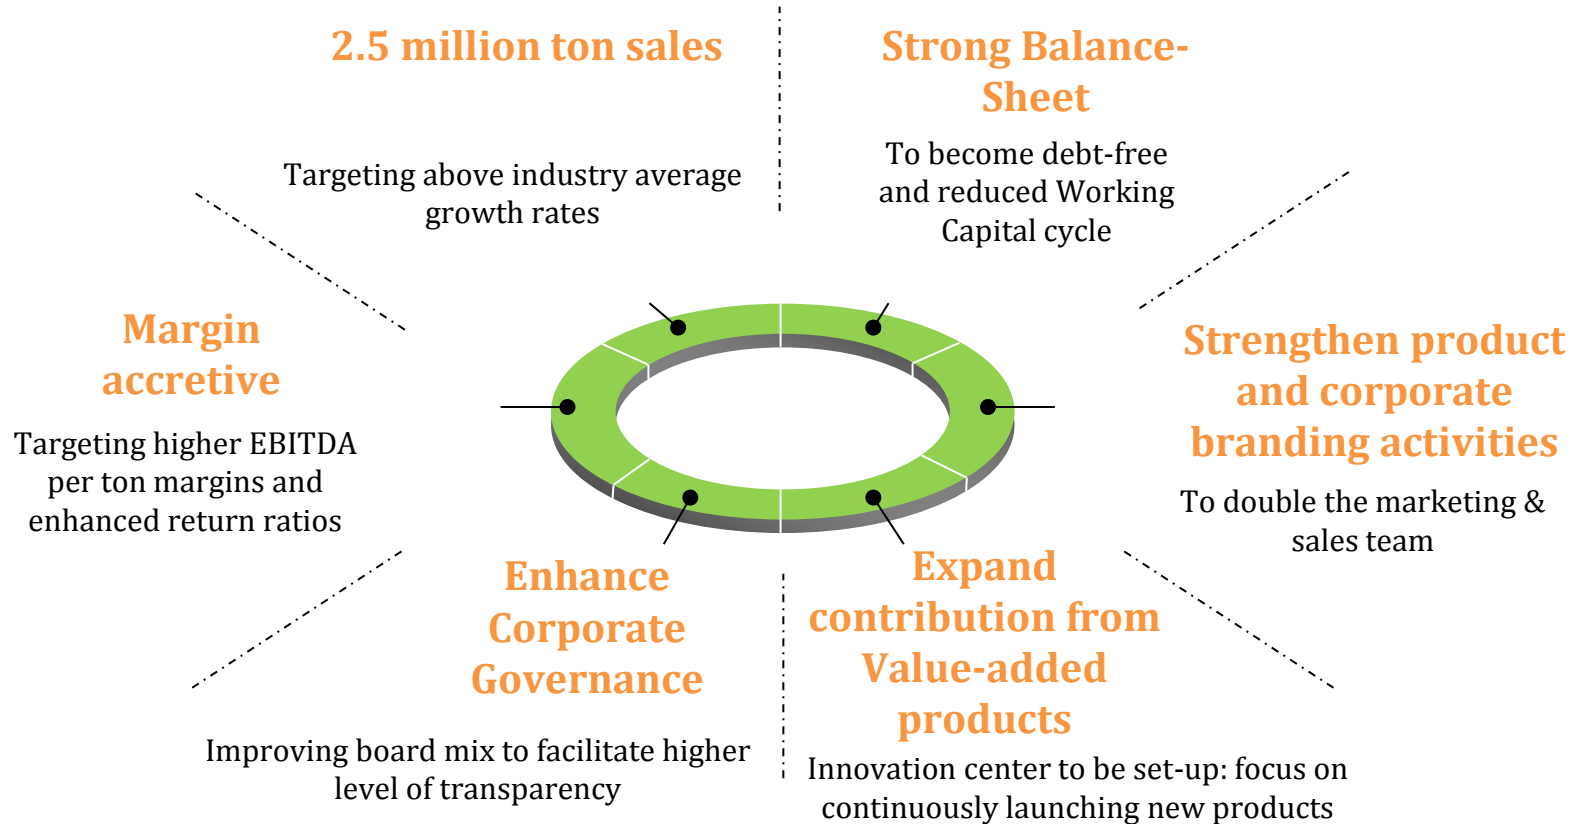 2.5 million ton sales
Targeting above industry average
growth rates
Strong Balance-
Sheet
To become debt-free
and reduced Working
Capital cycle
Margin
accretive
Targeting higher EBITDA
per ton margins and
enhanced return ratios
Strengthen product
and corporate
branding activities
To double the marketing &
sales team
Enhance
Corporate
Governance
Improving board mix to facilitate higher
level of transparency
Expand
contribution from
Value-added
products
Innovation center to be set-up: focus on
continuously launching new products